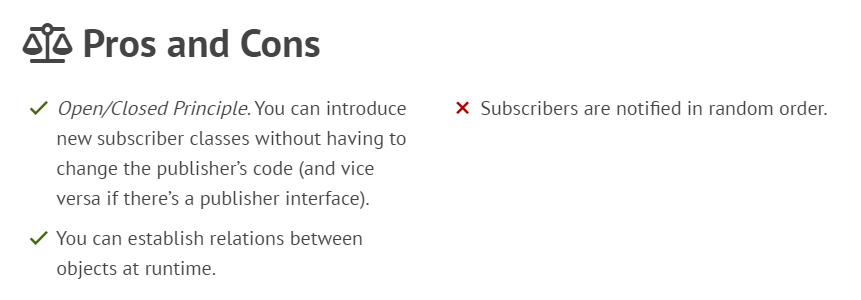 Pros and Cons
Open/Closed Principle. You can introduce
new subscriber classes without having to
change the publisher’s code (and vice
versa if there’s a publisher interface).
You can establish relations between
objects at runtime.
Subscribers are notified in random order.